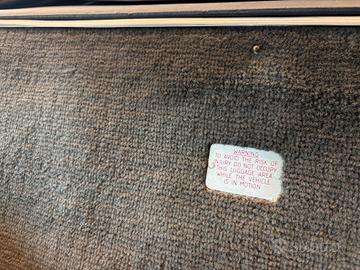 WARNING
TO AVOID THE RISK OF
INJURY DO NOT OCCUPY
THIS LUGGAGE AREA
WHILE THE VEHICLE
IS IN MOTION